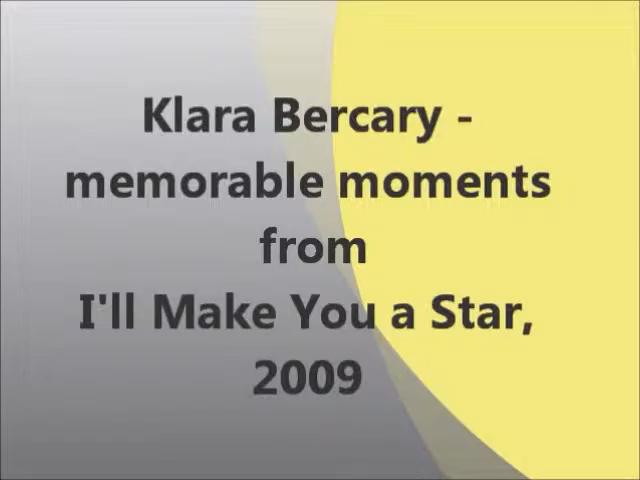 Klara Bercary -
memorable moments
from
I'll Make You a Star,
2009